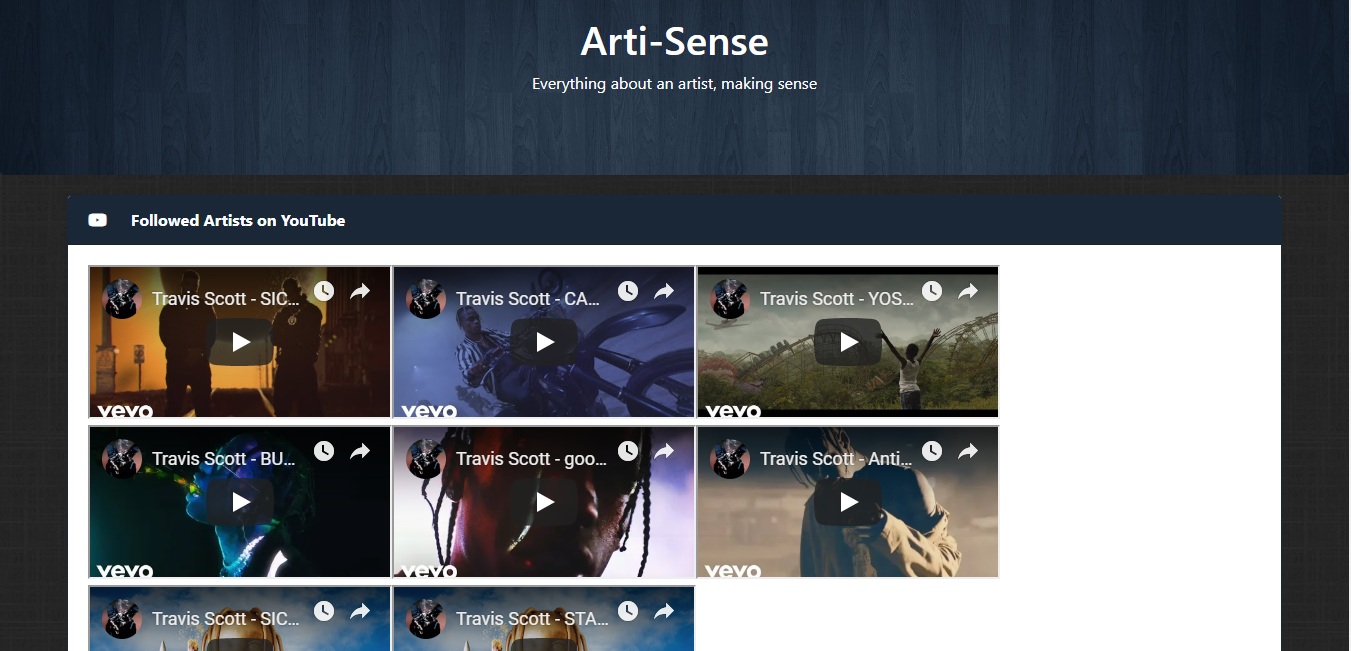 Arti-Sense
Everything about an artist, making sense
Followed Artists on YouTube
Travis Scott - SIC...
Travis Scott - CA...
Travis Scott - YOS...
vevo
vevo
vevo
Travis Scott - BU...
Travis Scott - goo...
Travis Scott - Anti...
vevo
vevo
vevo
Travis Scott - SIC...
Travis Scott - STA...